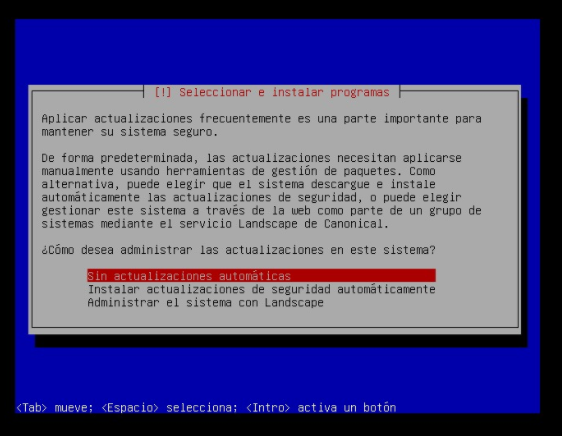 [!] Seleccionar e instalar programas
Aplicar actualizaciones frecuentemente es una parte importante para
mantener su sistema seguro.
De forma predeterminada, las actualizaciones necesitan aplicarse
manualmente usando herramientas de gestión de paquetes. Como
alternativa, puede elegir que el sistema descargue e instale
automáticamente las actualizaciones de seguridad, o puede elegir
gestionar este sistema a través de la web como parte de un grupo de
sistemas mediante el servicio Landscape de Canonical.
¿Cómo desea administrar las actualizaciones en este sistema?
Sin actualizaciones automáticas
Instalar actualizaciones de seguridad automáticamente
Administrar el sistema con Landscape
<Tab> mueve; <Espacio> selecciona; <Intro> activa un botón